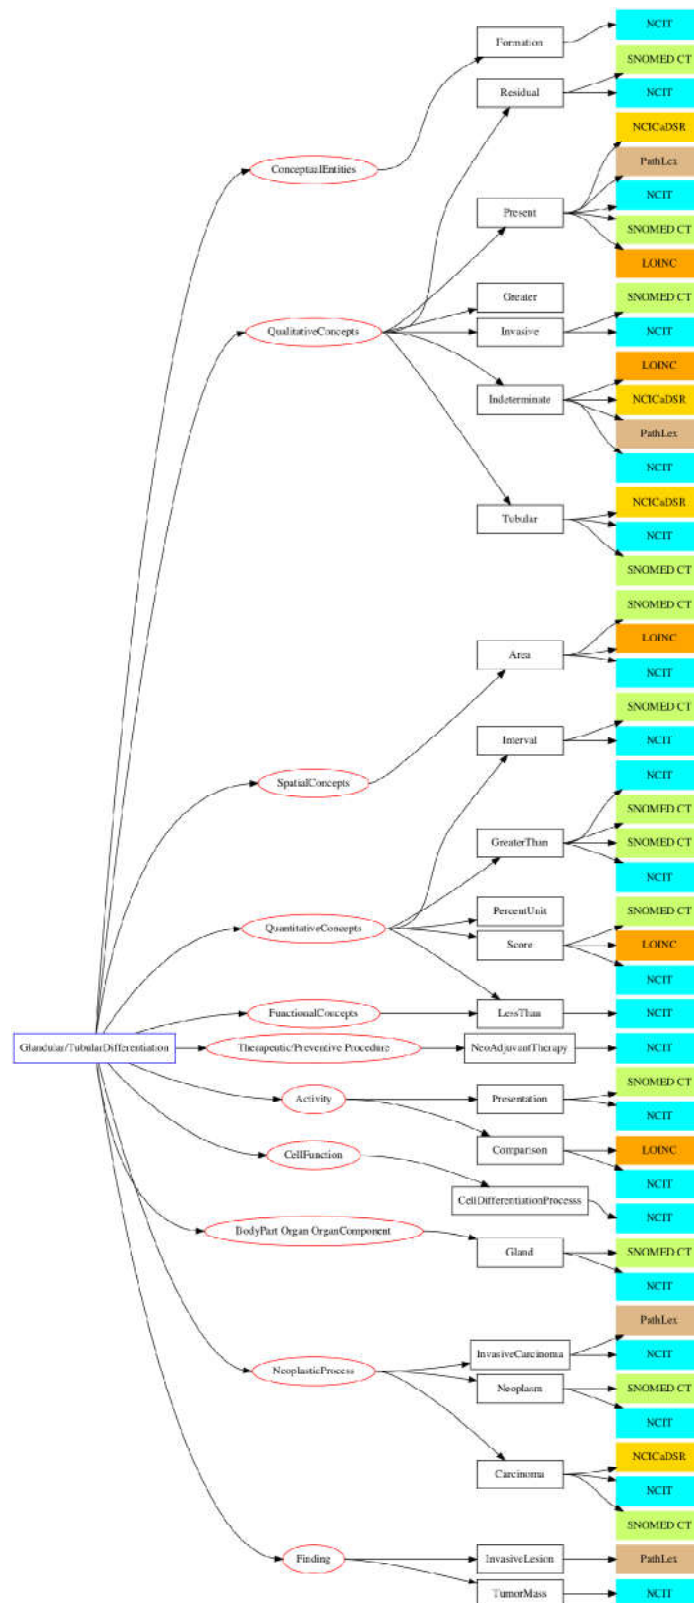 Glandular/TubularDifferentiation
ConceptualEntities
Formation
NCIT
QualitativeConcepts
Residual
SNOMED CT
NCIT
Present
NCICaDSR
PathLex
NCIT
SNOMED CT
LOINC
Greater
Invasive
SNOMED CT
NCIT
Indeterminate
LOINC
NCICaDSR
PathLex
NCIT
Tubular
NCICaDSR
NCIT
SNOMED CT
SpatialConcepts
Area
SNOMED CT
LOINC
NCIT
QuantitativeConcepts
Interval
SNOMED CT
NCIT
GreaterThan
NCIT
SNOMED CT
SNOMED CT
NCIT
PercentUnit
Score
SNOMED CT
LOINC
NCIT
FunctionalConcepts
LessThan
NCIT
Therapeutic/Preventive Procedure
NeoAdjuvantTherapy
NCIT
Activity
Presentation
SNOMED CT
NCIT
Comparison
LOINC
NCIT
CellFunction
CellDifferentiationProcesss
NCIT
BodyPart Organ OrganComponent
Gland
SNOMED CT
NCIT
NeoplasticProcess
InvasiveCarcinoma
PathLex
NCIT
Neoplasm
SNOMED CT
NCIT
Carcinoma
NCICaDSR
NCIT
SNOMED CT
Finding
InvasiveLesion
PathLex
TumorMass
NCIT